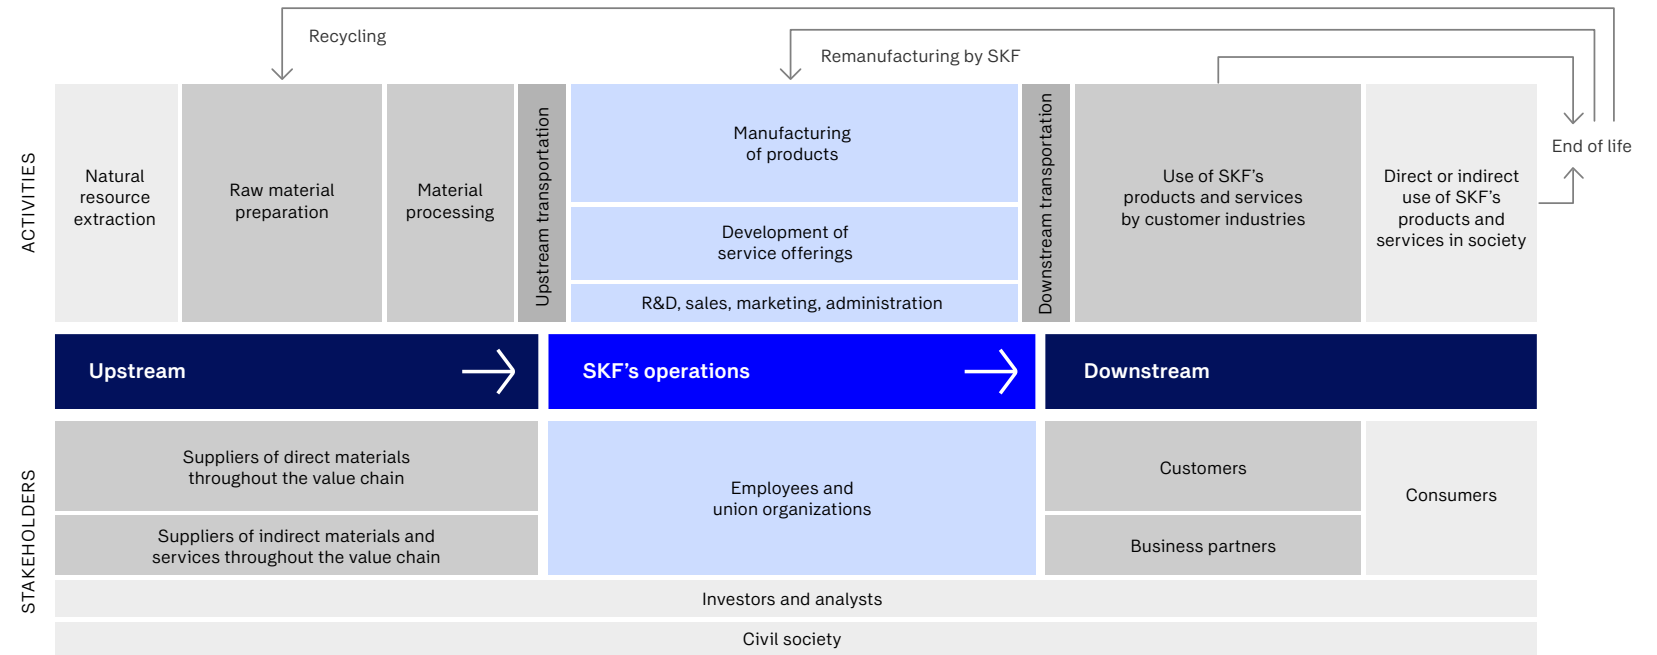 Recycling
Remanufacturing by SKF
End of life
ACTIVITIES
Natural
resource
extraction
Raw material
preparation
Material
processing
Upstream transportation
Manufacturing
of products
Development of
service offerings
R&D, sales, marketing, administration
Downstream transportation
Use of SKF’s
products and services
by customer industries
Direct or indirect
use of SKF’s
products and
services in society
Upstream
SKF’s operations
Downstream
STAKEHOLDERS
Suppliers of direct materials
throughout the value chain
Suppliers of indirect materials and
services throughout the value chain
Employees and
union organizations
Customers
Business partners
Consumers
Investors and analysts
Civil society